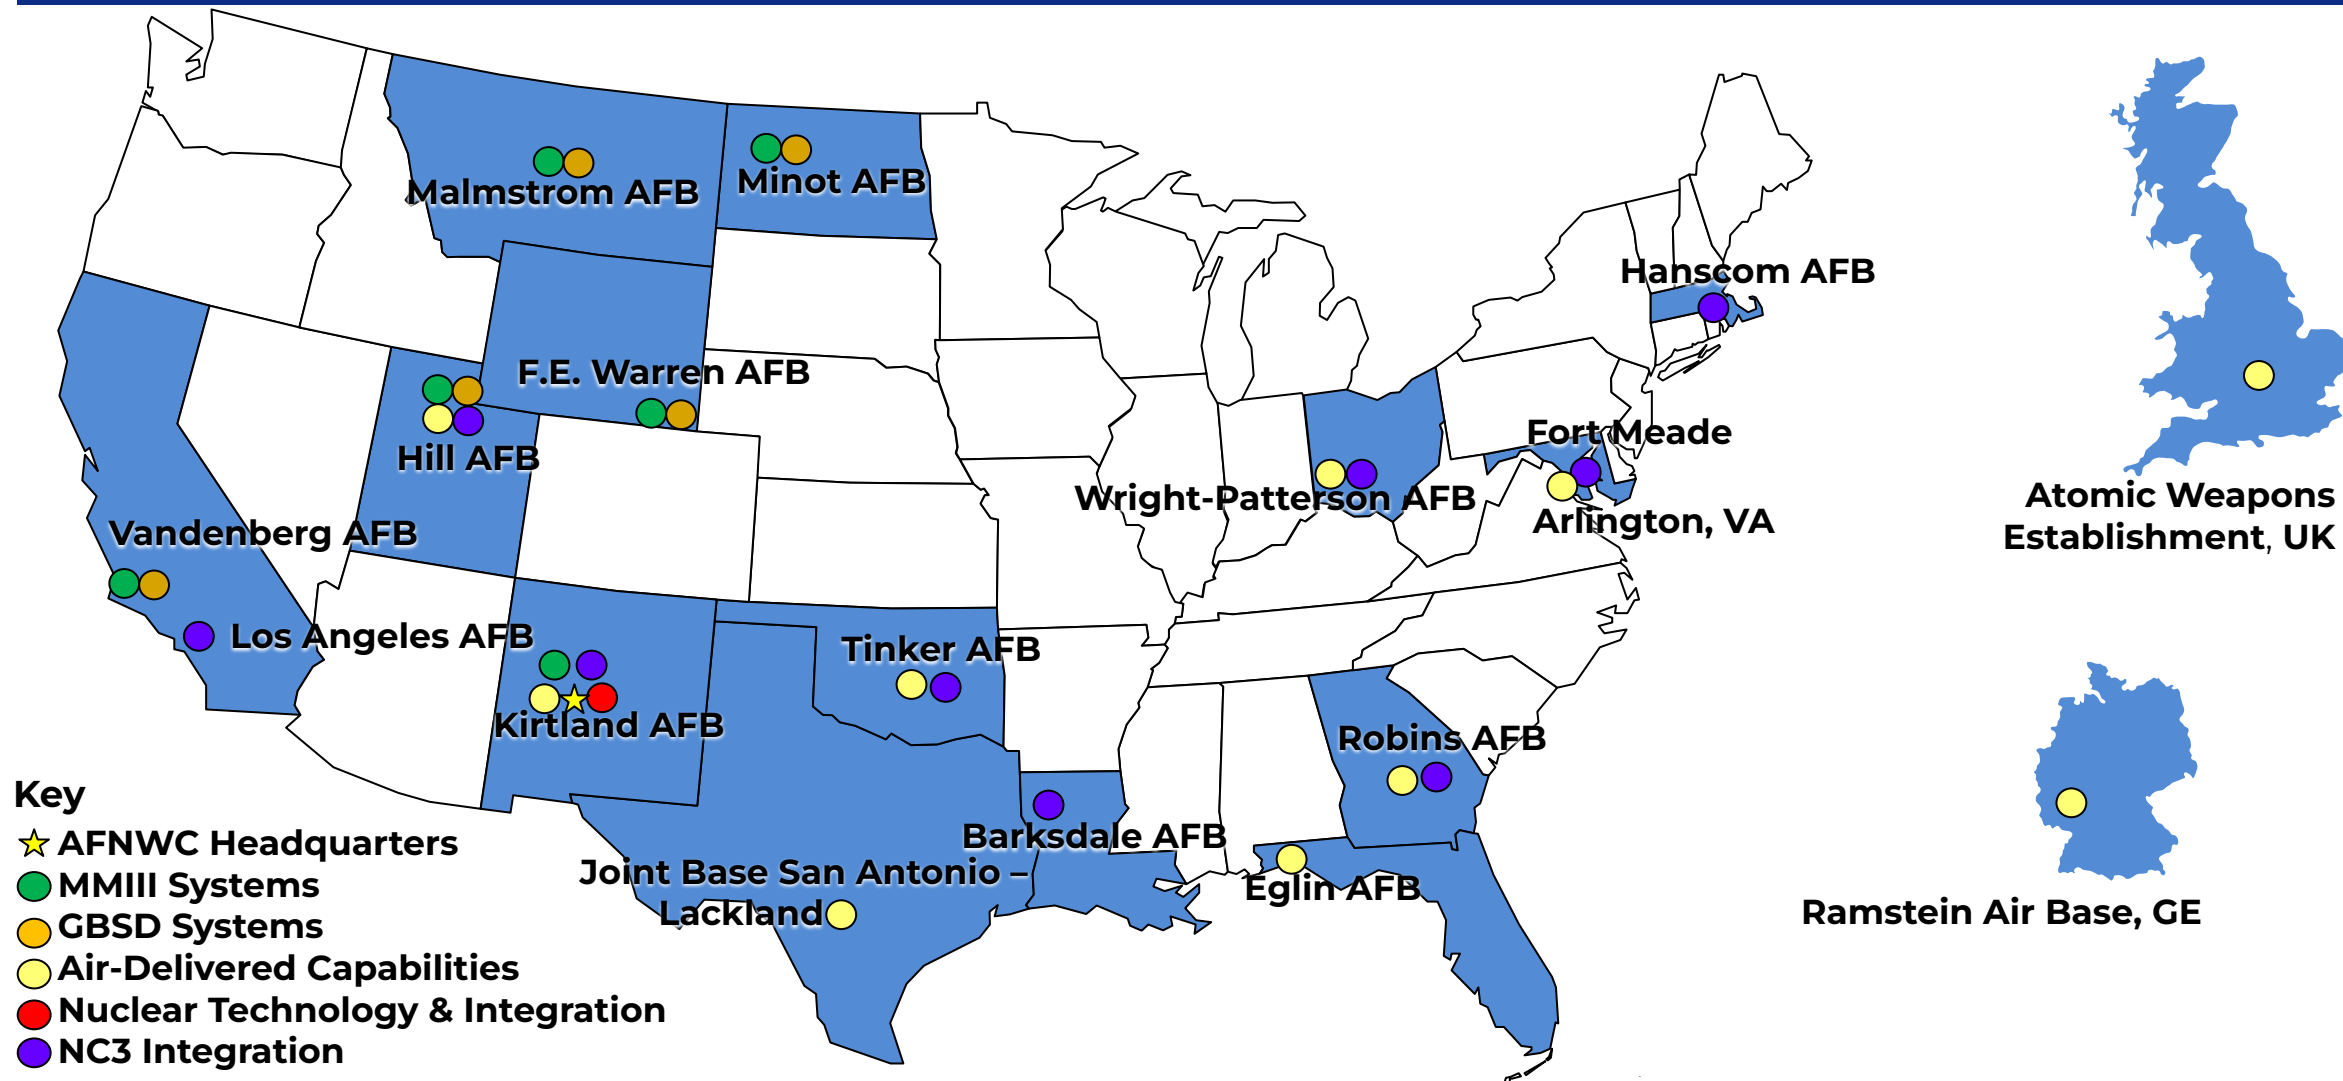 Malmstrom AFB
Minot AFB
Hanscom AFB
F.E. Warren AFB
Hill AFB
Fort Meade
Wright-Patterson AFB
Arlington, VA
Atomic Weapons
Establishment, UK
Vandenberg AFB
Los Angeles AFB
Tinker AFB
Kirtland AFB
Robins AFB
Barksdale AFB
Joint Base San Antonio –
Lackland
Eglin AFB
Ramstein Air Base, GE
Key
AFNWC Headquarters
MMIII Systems
GBSD Systems
Air-Delivered Capabilities
Nuclear Technology & Integration
NC3 Integration